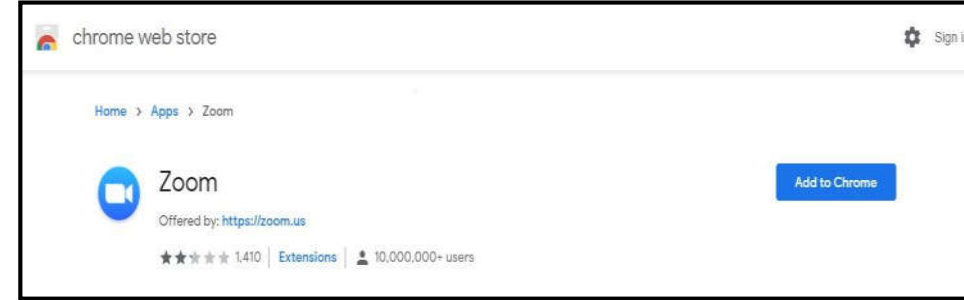 chrome web store
Sign i
Home > Apps > Zoom
Zoom
Add to Chrome
Offered by: https://zoom.us
1,410 | Extensions | 10,000,000+ users